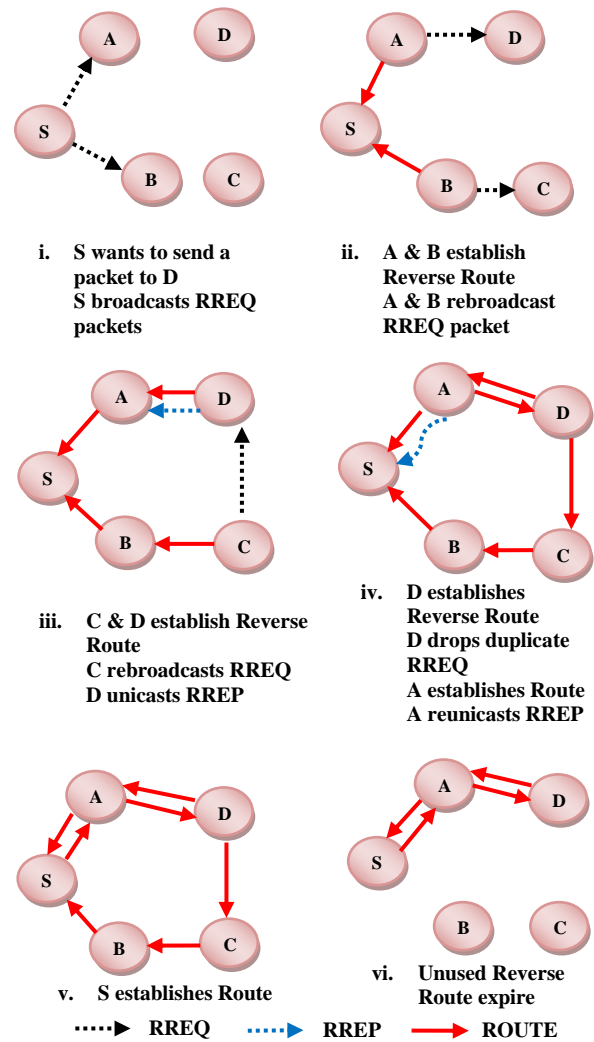 A
D
S
B
C
i. S wants to send a
packet to D
S broadcasts RREQ
packets
A
D
S
B
C
ii. A & B establish
Reverse Route
A & B rebroadcast
RREQ packet
A
D
S
B
C
iii. C & D establish Reverse
Route
C rebroadcasts RREQ
D unicasts RREP
A
D
S
B
C
iv. D establishes
Reverse Route
D drops duplicate
RREQ
A establishes Route
A reunicasts RREP
A
D
S
B
C
v. S establishes Route
A
D
S
B
C
vi. Unused Reverse
Route expire
RREQ RREP ROUTE